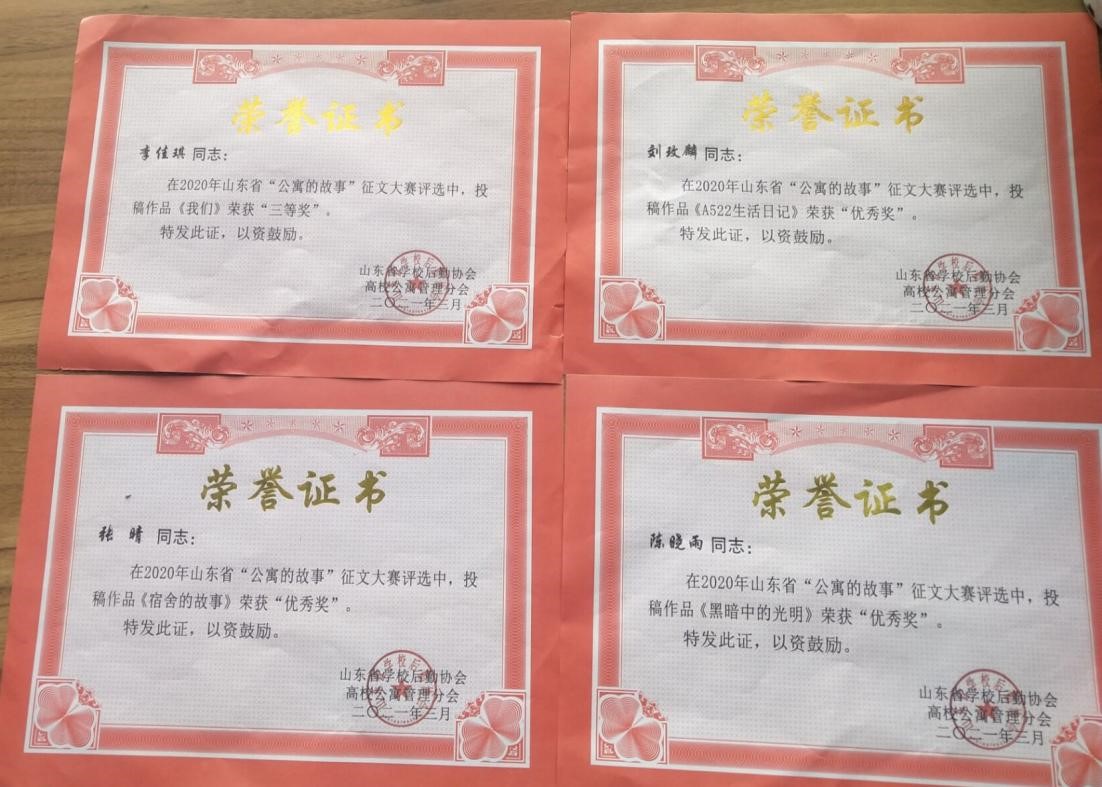 荣誉证书
李佳琪 同志：
在2020年山东省“公寓的故事”征文大赛评选中，投
稿作品《我们》荣获“三等奖”。
特发此证，以资鼓励。
山东省学校后勤协会
高校公寓管理分会
二〇二一年三月
荣誉证书
刘玫麟 同志：
在2020年山东省“公寓的故事”征文大赛评选中，投
稿作品《A522生活日记》荣获“优秀奖”。
特发此证，以资鼓励。
山东省学校后勤协会
高校公寓管理分会
二〇二一年三月
荣誉证书
张 晴 同志：
在2020年山东省“公寓的故事”征文大赛评选中，投
稿作品《宿舍的故事》荣获“优秀奖”。
特发此证，以资鼓励。
山东省学校后勤协会
高校公寓管理分会
二〇二一年三月
荣誉证书
陈晓雨 同志：
在2020年山东省“公寓的故事”征文大赛评选中，投
稿作品《黑暗中的光明》荣获“优秀奖”。
特发此证，以资鼓励。
山东省学校后勤协会
高校公寓管理分会
二〇二一年三月